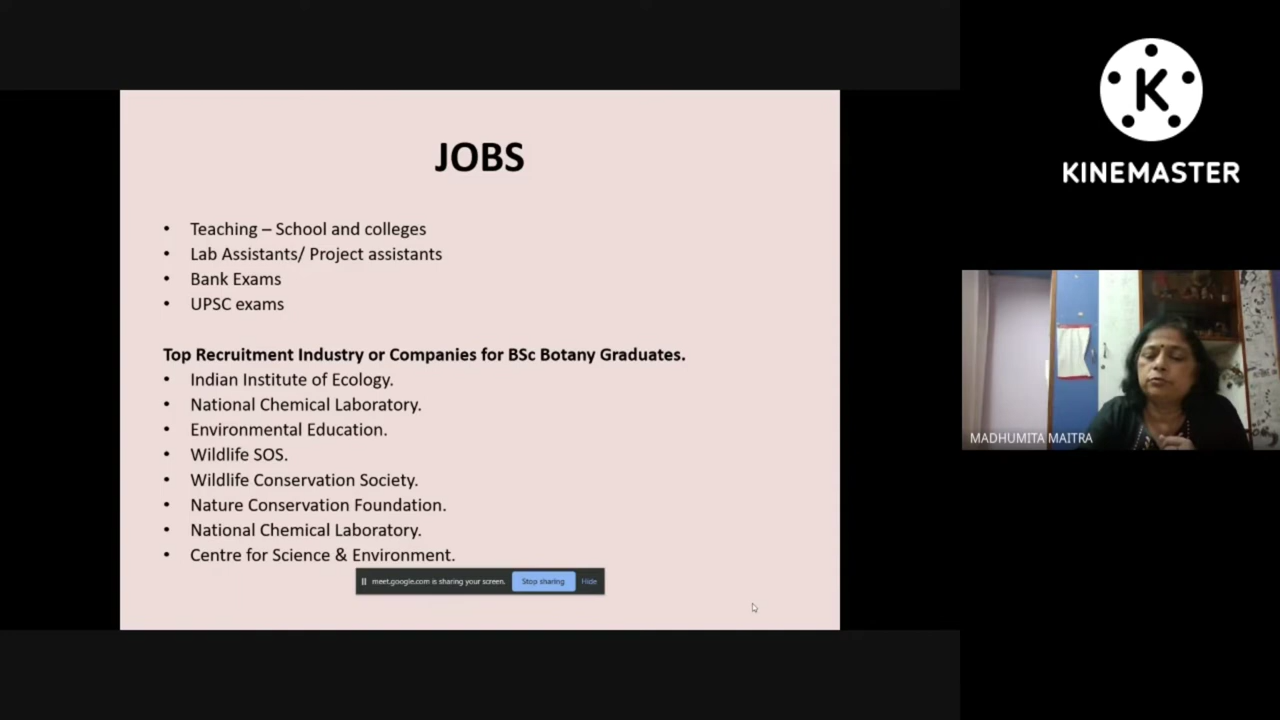 JOBS
• Teaching – School and colleges
• Lab Assistants/ Project assistants
• Bank Exams
• UPSC exams
Top Recruitment Industry or Companies for BSc Botany Graduates.
• Indian Institute of Ecology.
• National Chemical Laboratory.
• Environmental Education.
• Wildlife SOS.
• Wildlife Conservation Society.
• Nature Conservation Foundation.
• National Chemical Laboratory.
• Centre for Science & Environment.
meet.google.com is sharing your screen. Stop sharing Hide
K
KINEMASTER
MADHUMITA MAITRA